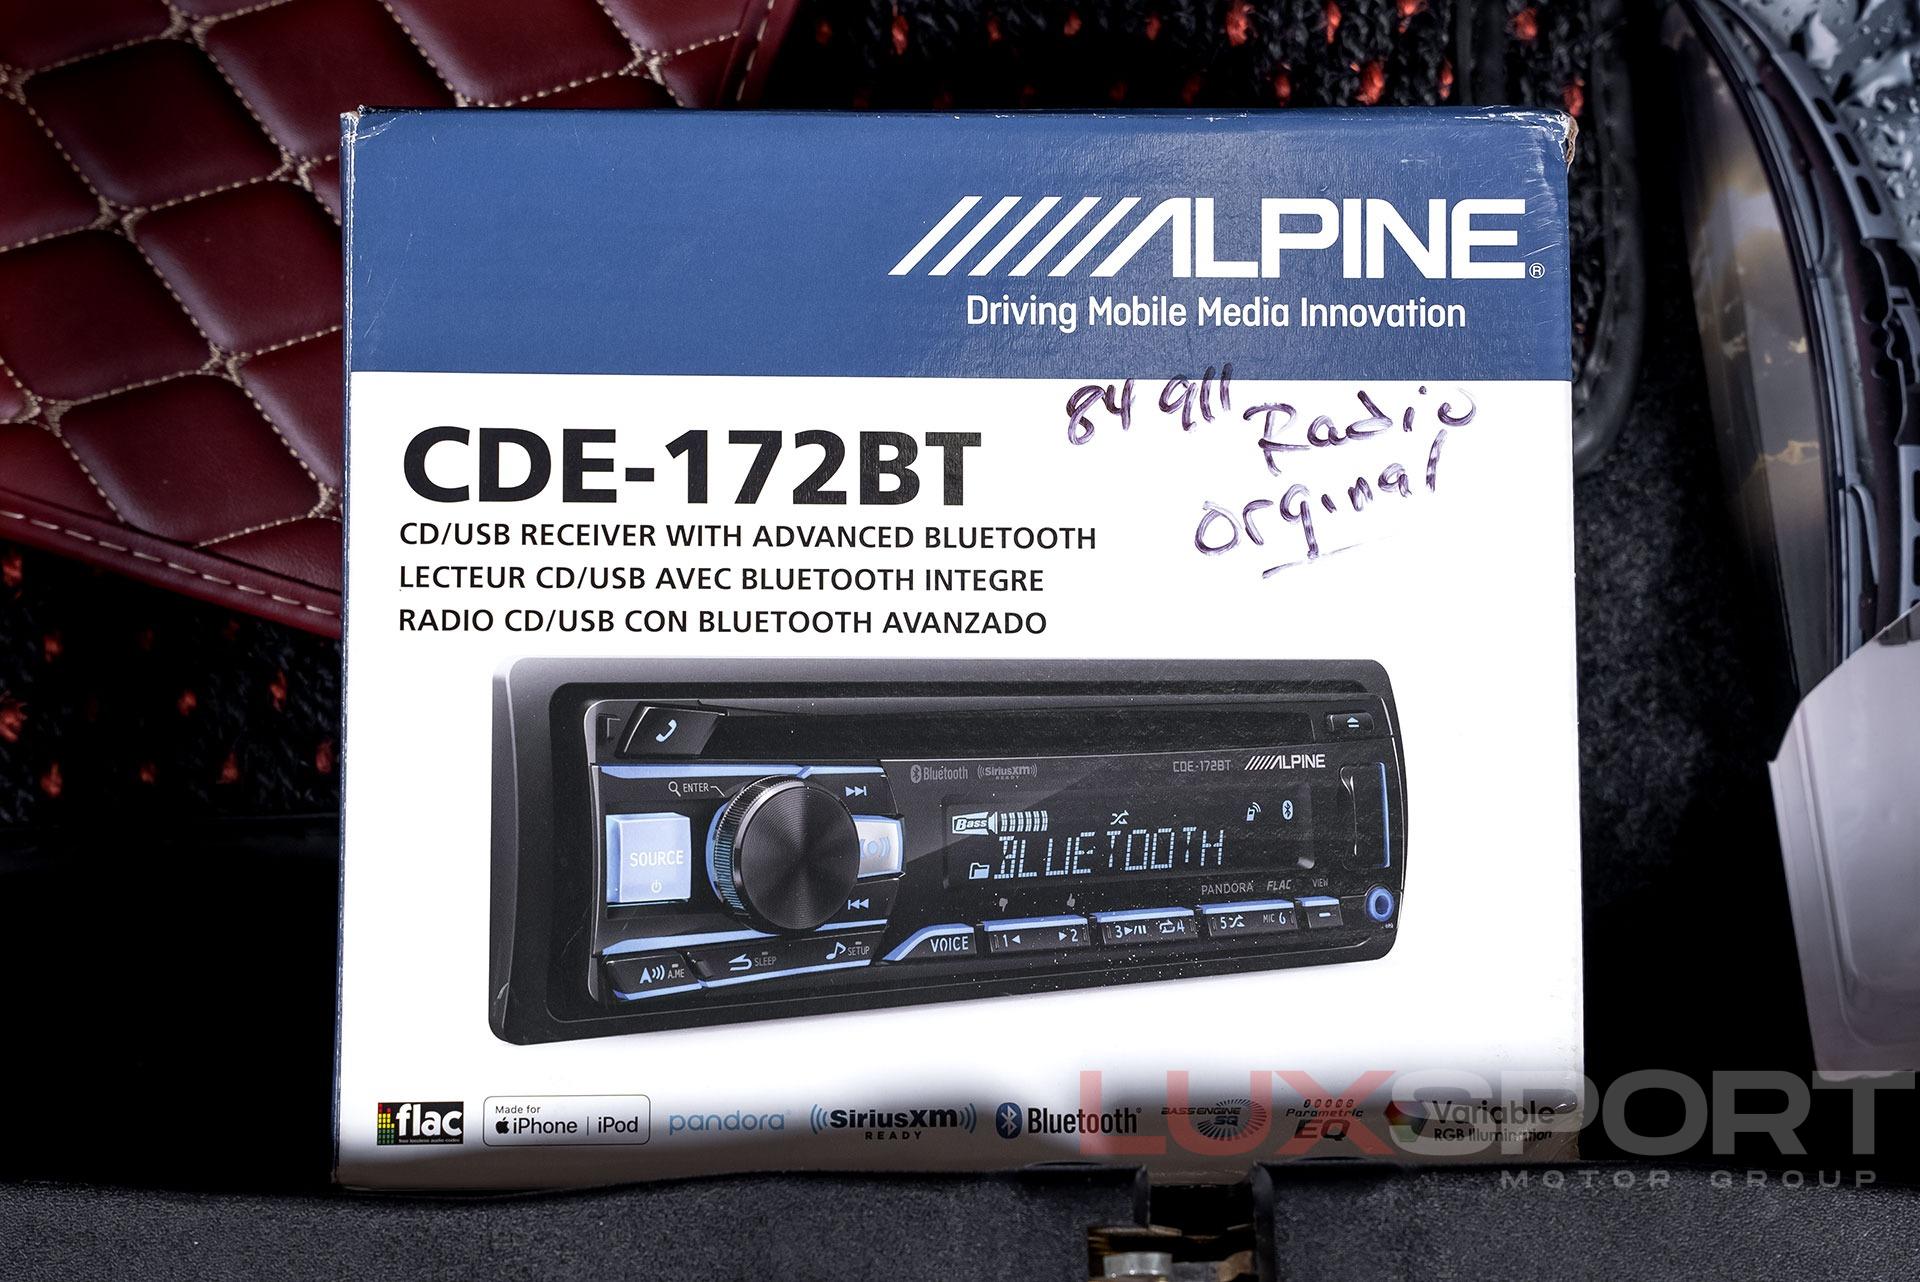 ALPINE®
Driving Mobile Media Innovation
84 911 Radio
Orginal
CDE-172BT
CD/USB RECEIVER WITH ADVANCED BLUETOOTH
LECTEUR CD/USB AVEC BLUETOOTH INTEGRE
RADIO CD/USB CON BLUETOOTH AVANZADO
Bluetooth SiriusXM READY CDE-172BT ALPINE
ENTER
Bass
BLUETOOTH
SOURCE
PANDORA FLAC VIEW
VOICE 1 2 3 4 5 MIC 6
A.ME SLEEP SETUP
flac
Made for
iPhone | iPod
pandora®
SiriusXM
READY
Bluetooth®
BASS ENGINE
SQ
Parametric
EQ
Variable
RGB Illumination
LUXSPORT
MOTOR GROUP